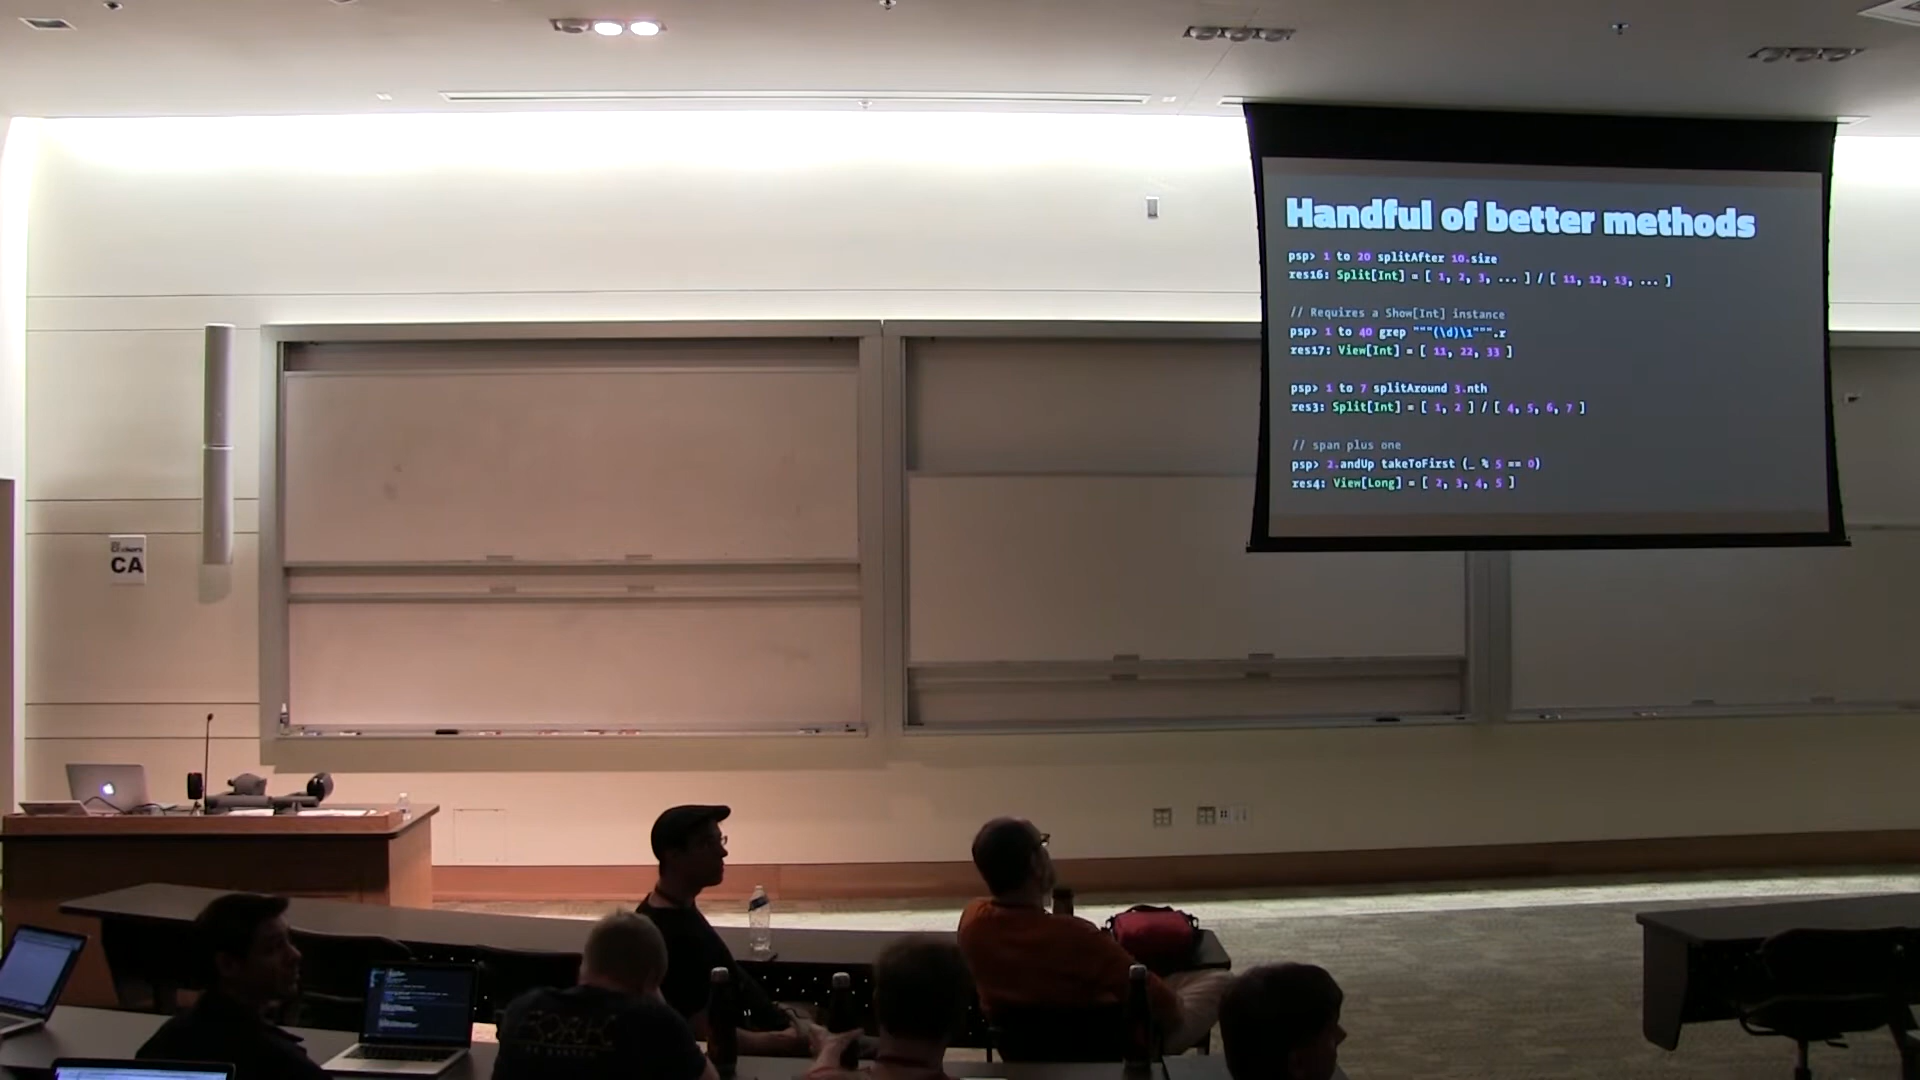 Handful of better methods
psp> 1 to 20 splitAfter 10.size
res16: Split[Int] = [ 1, 2, 3, ... ] / [ 11, 12, 13, ... ]
// Requires a Show[Int] instance
psp> 1 to 40 grep """(\d)\1""".r
res17: View[Int] = [ 11, 22, 33 ]
psp> 1 to 7 splitAround 3.nth
res3: Split[Int] = [ 1, 2 ] / [ 4, 5, 6, 7 ]
// span plus one
psp> 2.andUp takeToFirst (_ % 5 == 0)
res4: View[Long] = [ 2, 3, 4, 5 ]
CA